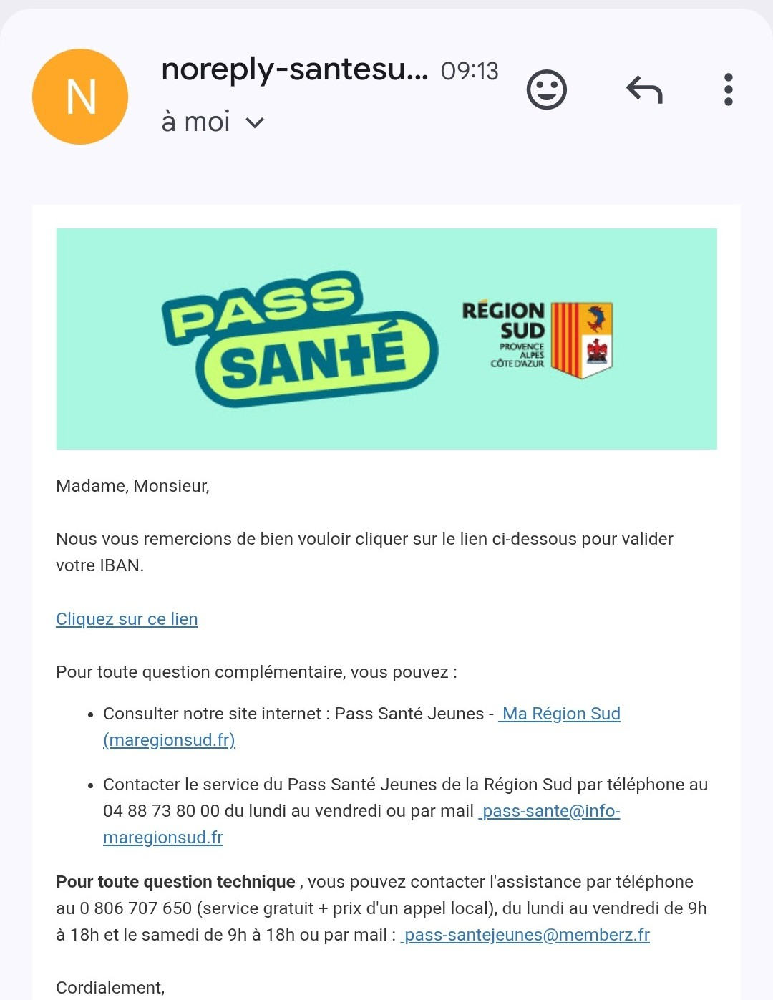 N
noreply-santesu... 09:13
à moi
PASS
SANTÉ
RÉGION
SUD
PROVENCE
ALPES
CÔTE D'AZUR
Madame, Monsieur,
Nous vous remercions de bien vouloir cliquer sur le lien ci-dessous pour valider
votre IBAN.
Cliquez sur ce lien
Pour toute question complémentaire, vous pouvez :
• Consulter notre site internet : Pass Santé Jeunes - Ma Région Sud
(maregionsud.fr)
• Contacter le service du Pass Santé Jeunes de la Région Sud par téléphone au
04 88 73 80 00 du lundi au vendredi ou par mail pass-sante@info-
maregionsud.fr
Pour toute question technique , vous pouvez contacter l'assistance par téléphone
au 0 806 707 650 (service gratuit + prix d'un appel local), du lundi au vendredi de 9h
à 18h et le samedi de 9h à 18h ou par mail : pass-santejeunes@memberz.fr
Cordialement,